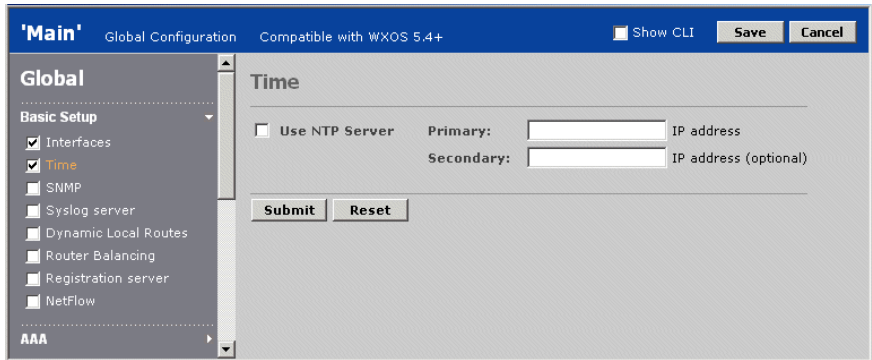 'Main' Global Configuration Compatible with WXOS 5.4+ Show CLI Save Cancel
Global
Basic Setup
Interfaces
Time
SNMP
Syslog server
Dynamic Local Routes
Router Balancing
Registration server
NetFlow
AAA
Time
Use NTP Server Primary: IP address
Secondary: IP address (optional)
Submit Reset